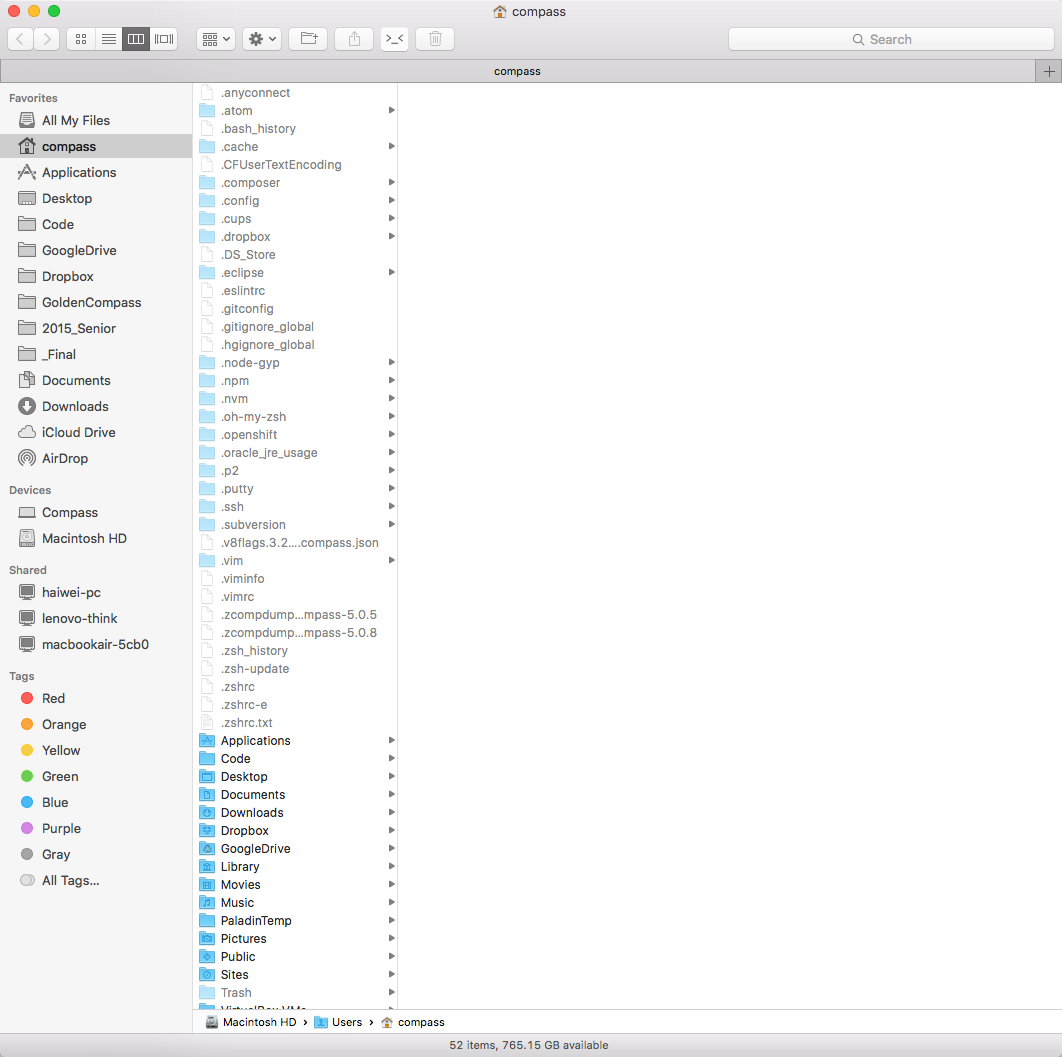 compass
>_<
Search
compass
Favorites
All My Files
compass
Applications
Desktop
Code
GoogleDrive
Dropbox
GoldenCompass
2015_Senior
_Final
Documents
Downloads
iCloud Drive
AirDrop
Devices
Compass
Macintosh HD
Shared
haiwei-pc
lenovo-think
macbookair-5cb0
Tags
Red
Orange
Yellow
Green
Blue
Purple
Gray
All Tags...
.anyconnect
.atom
.bash_history
.cache
.CFUserTextEncoding
.composer
.config
.cups
.dropbox
.DS_Store
.eclipse
.eslintrc
.gitconfig
.gitignore_global
.hgignore_global
.node-gyp
.npm
.nvm
.oh-my-zsh
.openshift
.oracle_jre_usage
.p2
.putty
.ssh
.subversion
.v8flags.3.2....compass.json
.vim
.viminfo
.vimrc
.zcompdump...mpass-5.0.5
.zcompdump...mpass-5.0.8
.zsh_history
.zsh-update
.zshrc
.zshrc-e
.zshrc.txt
Applications
Code
Desktop
Documents
Downloads
Dropbox
GoogleDrive
Library
Movies
Music
PaladinTemp
Pictures
Public
Sites
Trash
VirtualBox VMs
Macintosh HD › Users › compass
52 items, 765.15 GB available